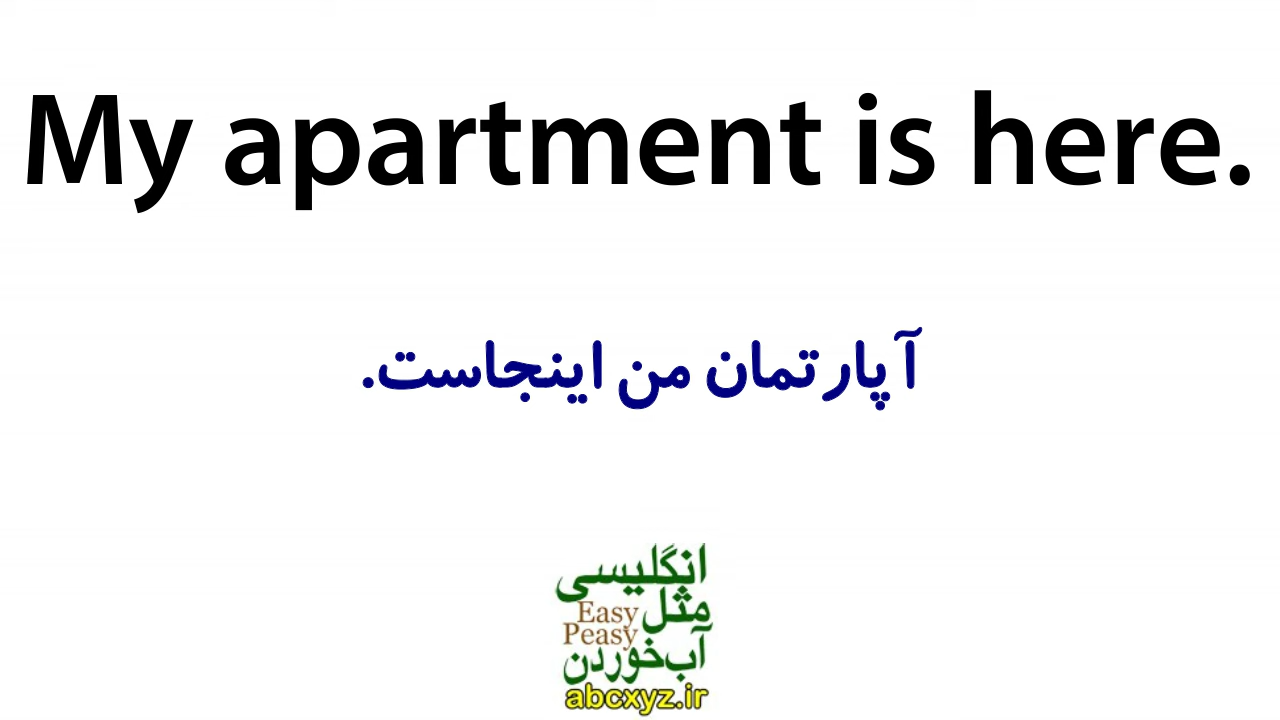 My apartment is here.
آپارتمان من اینجاست.
انگلیسی
مثل Easy
Peasy
آب‌خوردن
abcxyz.ir